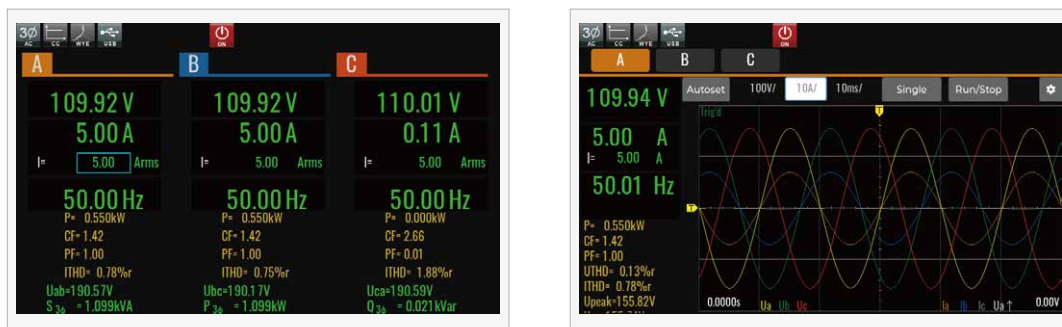 3Ø AC CC WYE USB ON
A B C
109.92 V 109.92 V 110.01 V
5.00 A 5.00 A 0.11 A
I= 5.00 Arms I= 5.00 Arms I= 5.00 Arms
50.00 Hz 50.00 Hz 50.00 Hz
P= 0.550kW P= 0.550kW P= 0.000kW
CF= 1.42 CF= 1.42 CF= 2.66
PF= 1.00 PF= 1.00 PF= 0.01
ITHD= 0.78%r ITHD= 0.75%r ITHD= 1.88%r
Uab=190.57V Ubc=190.17V Uca=190.59V
S3ф =1.099kVA P3ф =1.099kW Q3ф =0.021kVar
3Ø AC CC WYE USB ON
A B C
Autoset 100V/ 10A/ 10ms/ Single Run/Stop
109.94 V
Trig'd
T
5.00 A
I= 5.00 A
50.01 Hz
T
P= 0.550kW
CF= 1.42
PF= 1.00
UTHD= 0.13%r
ITHD= 0.78%r
Upeak=155.82V
0.0000s Ua Ub Uc Ia Ib Ic Ua↑ 0.00V